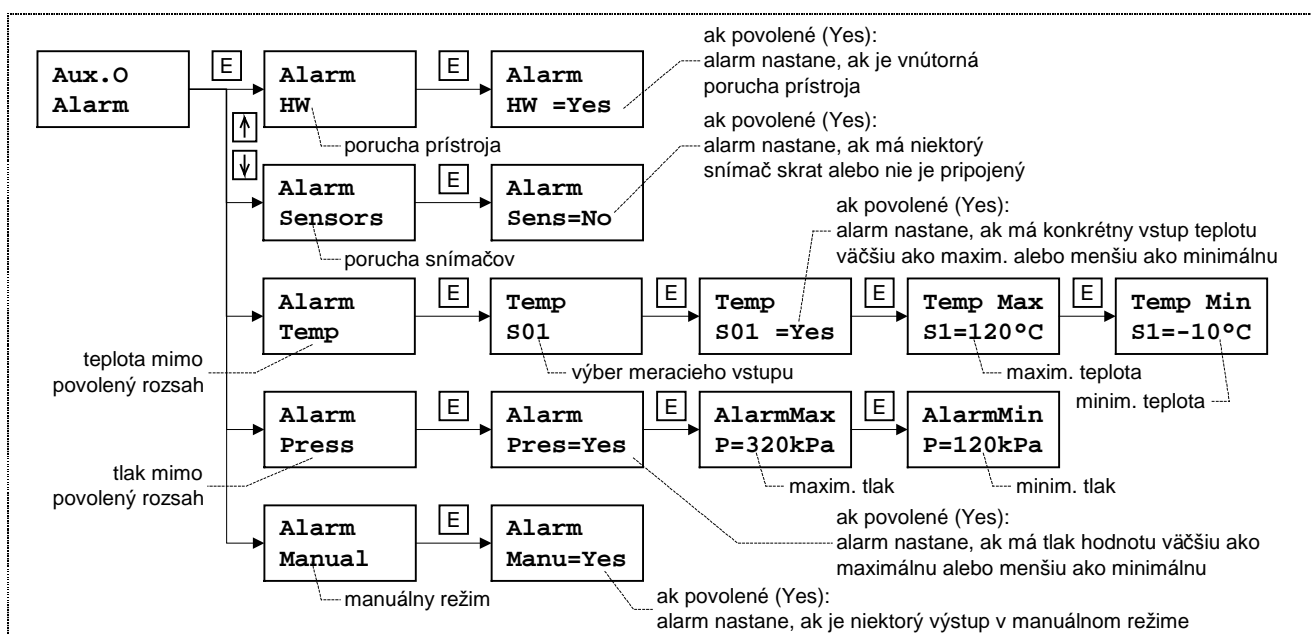 ak povolené (Yes):
alarm nastane, ak je vnútorná
porucha prístroja
Aux.O
Alarm
E
Alarm
HW
E
Alarm
HW =Yes
porucha prístroja
ak povolené (Yes):
alarm nastane, ak má niektorý
snímač skrat alebo nie je pripojený
↑
↓
Alarm
Sensors
E
Alarm
Sens=No
porucha snímačov
ak povolené (Yes):
alarm nastane, ak má konkrétny vstup teplotu
väčšiu ako maxim. alebo menšiu ako minimálnu
Alarm
Temp
E
Temp
S01
E
Temp
S01 =Yes
E
Temp Max
S1=120°C
E
Temp Min
S1=-10°C
teplota mimo
povolený rozsah
výber meracieho vstupu
maxim. teplota
minim. teplota
Alarm
Press
E
Alarm
Pres=Yes
E
AlarmMax
P=320kPa
E
AlarmMin
P=120kPa
tlak mimo
povolený rozsah
maxim. tlak
minim. tlak
ak povolené (Yes):
alarm nastane, ak má tlak hodnotu väčšiu ako
maximálnu alebo menšiu ako minimálnu
Alarm
Manual
E
Alarm
Manu=Yes
manuálny režim
ak povolené (Yes):
alarm nastane, ak je niektorý výstup v manuálnom režime